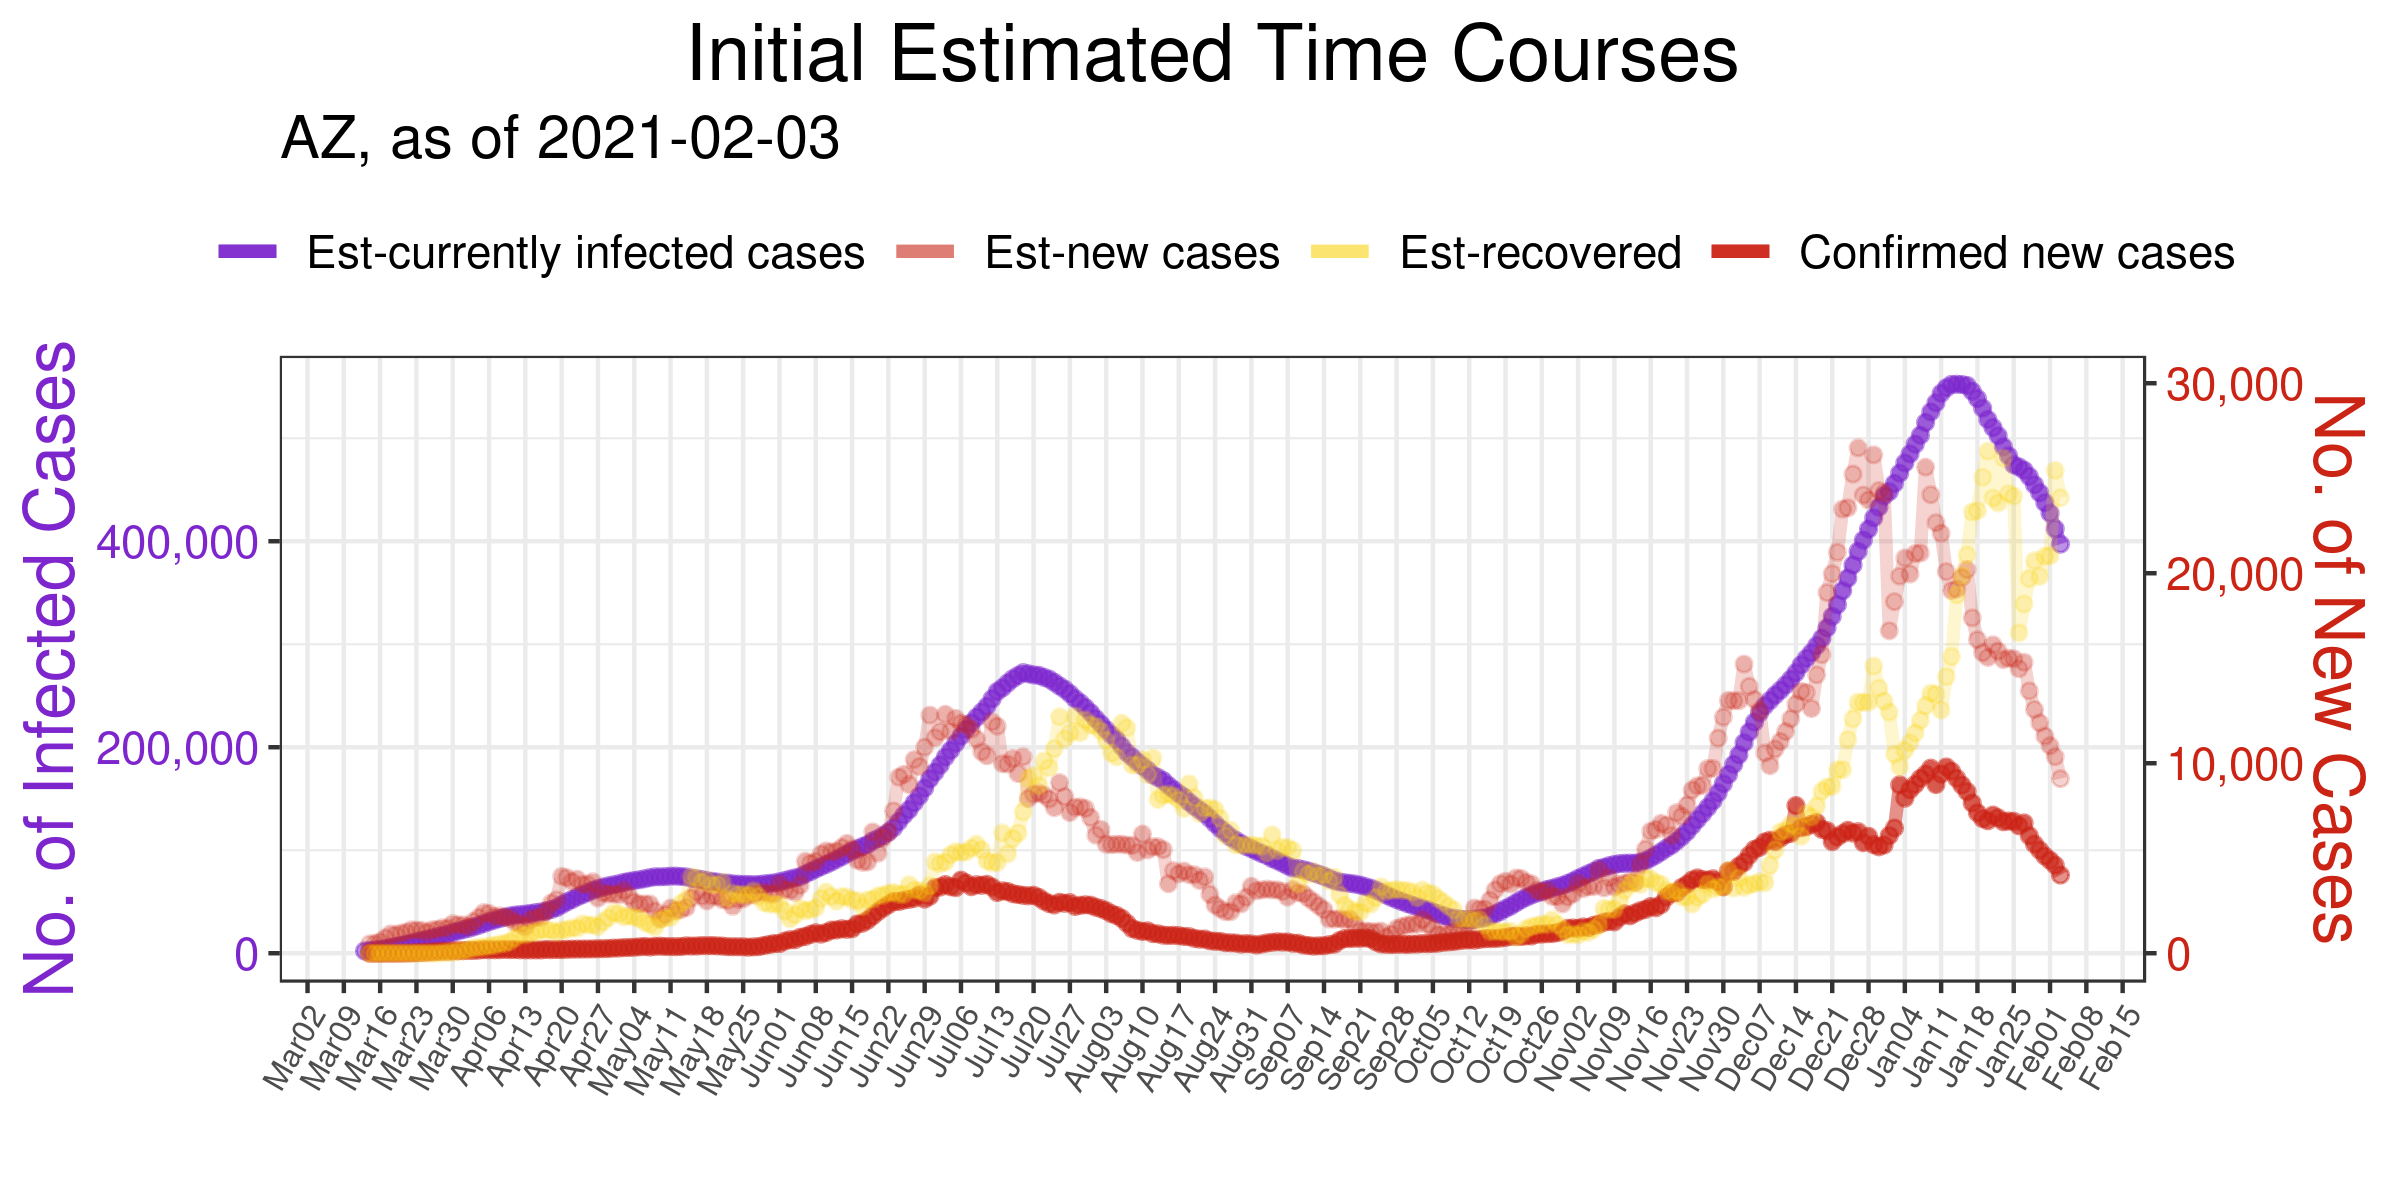 Initial Estimated Time Courses
AZ, as of 2021-02-03
Est-currently infected cases Est-new cases Est-recovered Confirmed new cases
No. of Infected Cases
400,000
200,000
0
30,000
20,000
10,000
0
No. of New Cases
Mar02 Mar09 Mar16 Mar23 Mar30 Apr06 Apr13 Apr20 Apr27 May04 May11 May18 May25 Jun01 Jun08 Jun15 Jun22 Jun29 Jul06 Jul13 Jul20 Jul27 Aug03 Aug10 Aug17 Aug24 Aug31 Sep07 Sep14 Sep21 Sep28 Oct05 Oct12 Oct19 Oct26 Nov02 Nov09 Nov16 Nov23 Nov30 Dec07 Dec14 Dec21 Dec28 Jan04 Jan11 Jan18 Jan25 Feb01 Feb08 Feb15